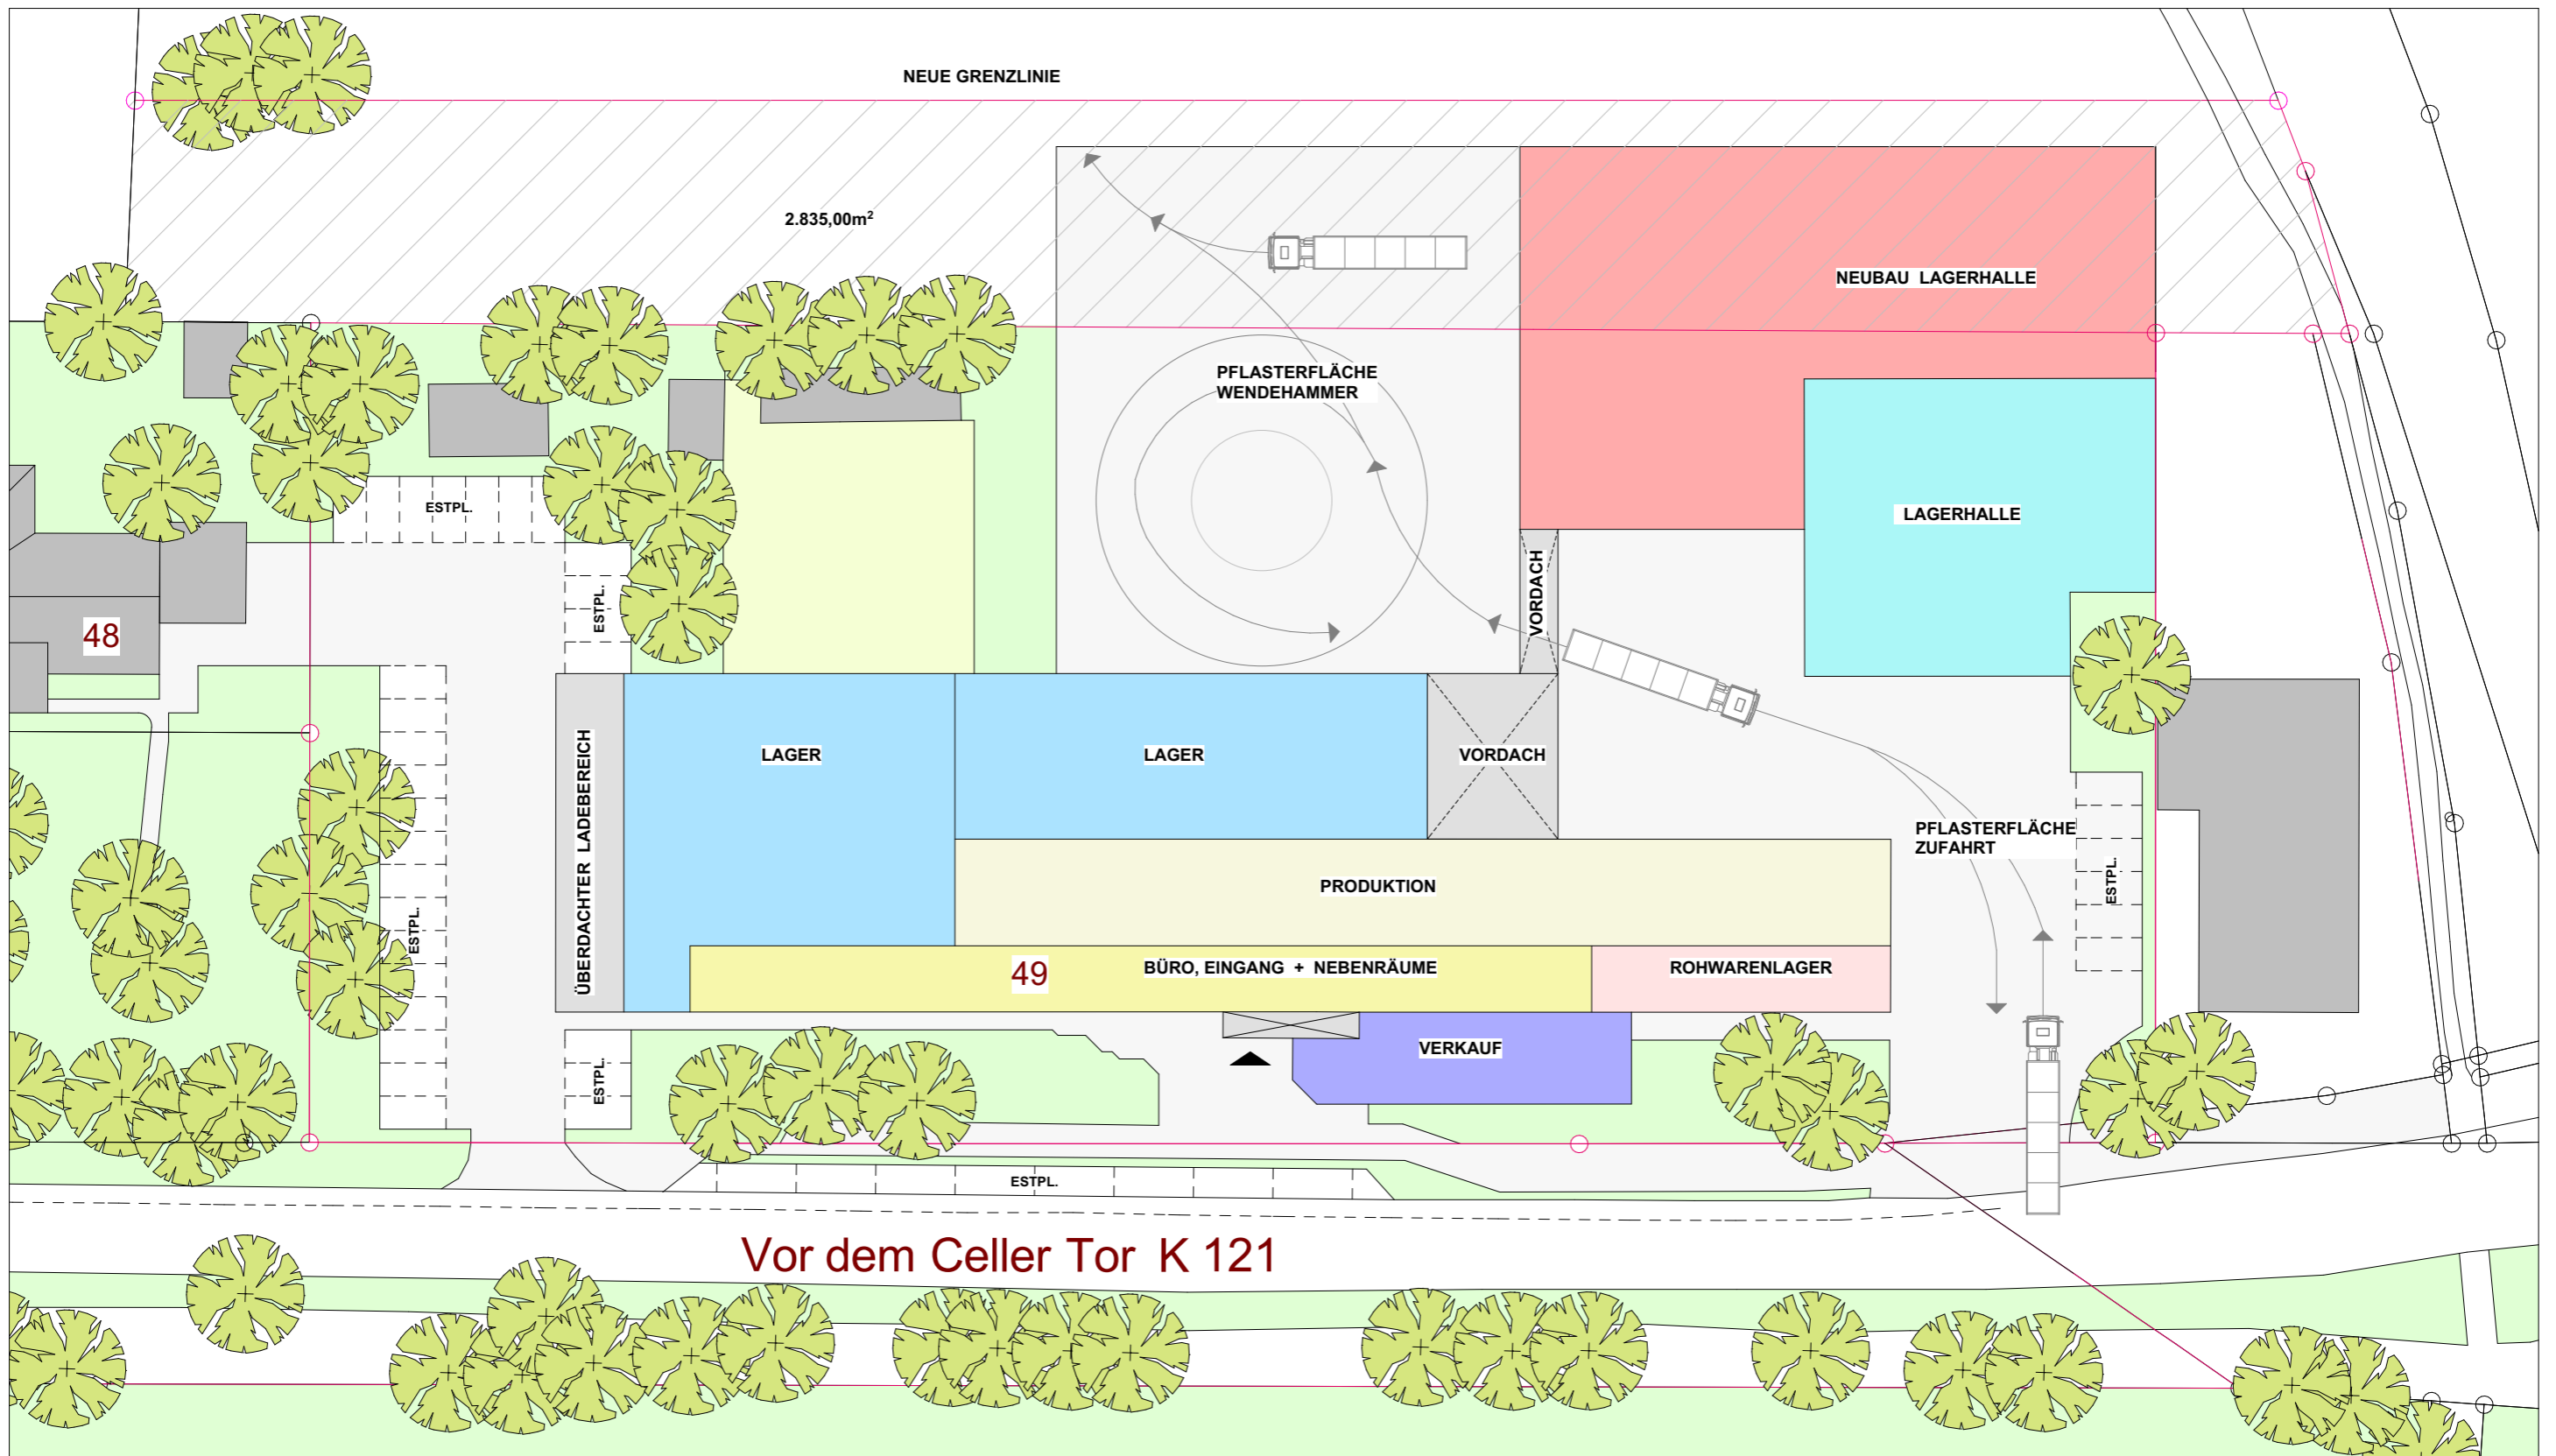 NEUE GRENZLINIE
2.835,00m²
NEUBAU LAGERHALLE
PFLASTERFLÄCHE
WENDEHAMMER
ESTPL.
LAGERHALLE
VORDACH
ESTPL.
48
LAGER
LAGER
VORDACH
ÜBERDACHTER LADEBEREICH
PFLASTERFLÄCHE
ZUFAHRT
ESTPL.
PRODUKTION
ESTPL.
49
BÜRO, EINGANG + NEBENRÄUME
ROHWARENLAGER
VERKAUF
ESTPL.
ESTPL.
Vor dem Celler Tor K 121